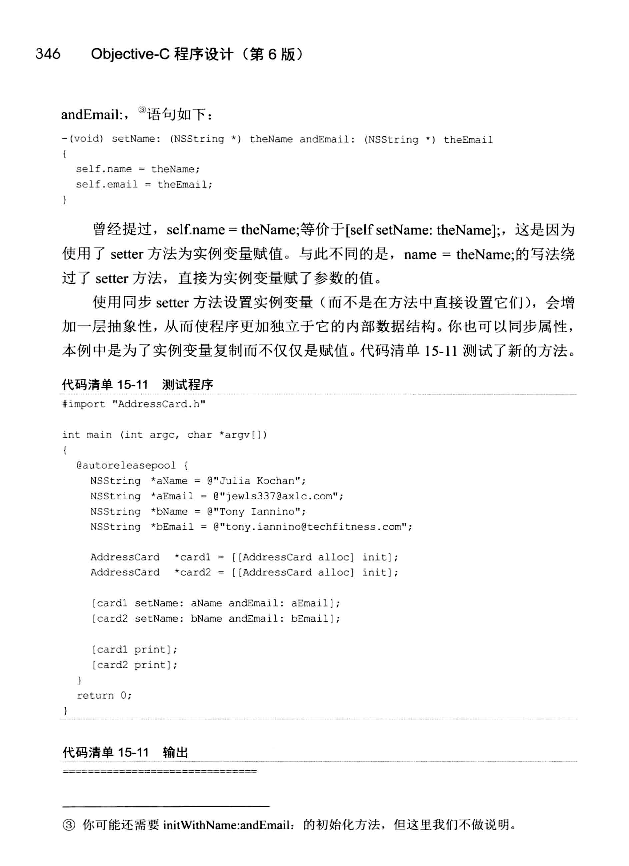 346 Objective-C 程序设计（第 6 版）
andEmail:，③语句如下：
-(void) setName: (NSString *) theName andEmail: (NSString *) theEmail
{
self.name = theName;
self.email = theEmail;
}
曾经提过，self.name = theName;等价于[self setName: theName];，这是因为
使用了 setter 方法为实例变量赋值。与此不同的是，name = theName;的写法绕
过了 setter 方法，直接为实例变量赋了参数的值。
使用同步 setter 方法设置实例变量（而不是在方法中直接设置它们），会增
加一层抽象性，从而使程序更加独立于它的内部数据结构。你也可以同步属性，
本例中是为了实例变量复制而不仅仅是赋值。代码清单 15-11 测试了新的方法。
代码清单 15-11 测试程序
#import "AddressCard.h"
int main (int argc, char *argv[])
{
@autoreleasepool {
NSString *aName = @"Julia Kochan";
NSString *aEmail = @"jewls337@axlc.com";
NSString *bName = @"Tony Iannino";
NSString *bEmail = @"tony.iannino@techfitness.com";
AddressCard *card1 = [[AddressCard alloc] init];
AddressCard *card2 = [[AddressCard alloc] init];
[card1 setName: aName andEmail: aEmail];
[card2 setName: bName andEmail: bEmail];
[card1 print];
[card2 print];
}
return 0;
}
代码清单 15-11 输出
===============================
③ 你可能还需要 initWithName:andEmail：的初始化方法，但这里我们不做说明。